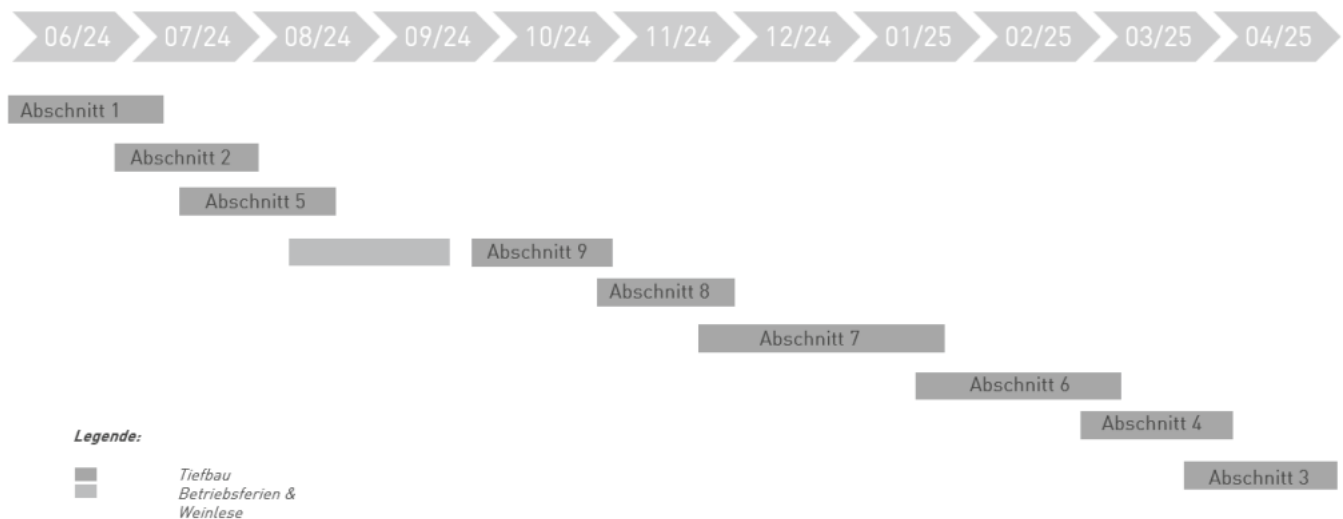 06/24 07/24 08/24 09/24 10/24 11/24 12/24 01/25 02/25 03/25 04/25
Abschnitt 1
Abschnitt 2
Abschnitt 5
Abschnitt 9
Abschnitt 8
Abschnitt 7
Abschnitt 6
Abschnitt 4
Abschnitt 3
Legende:
Tiefbau
Betriebsferien &
Weinlese